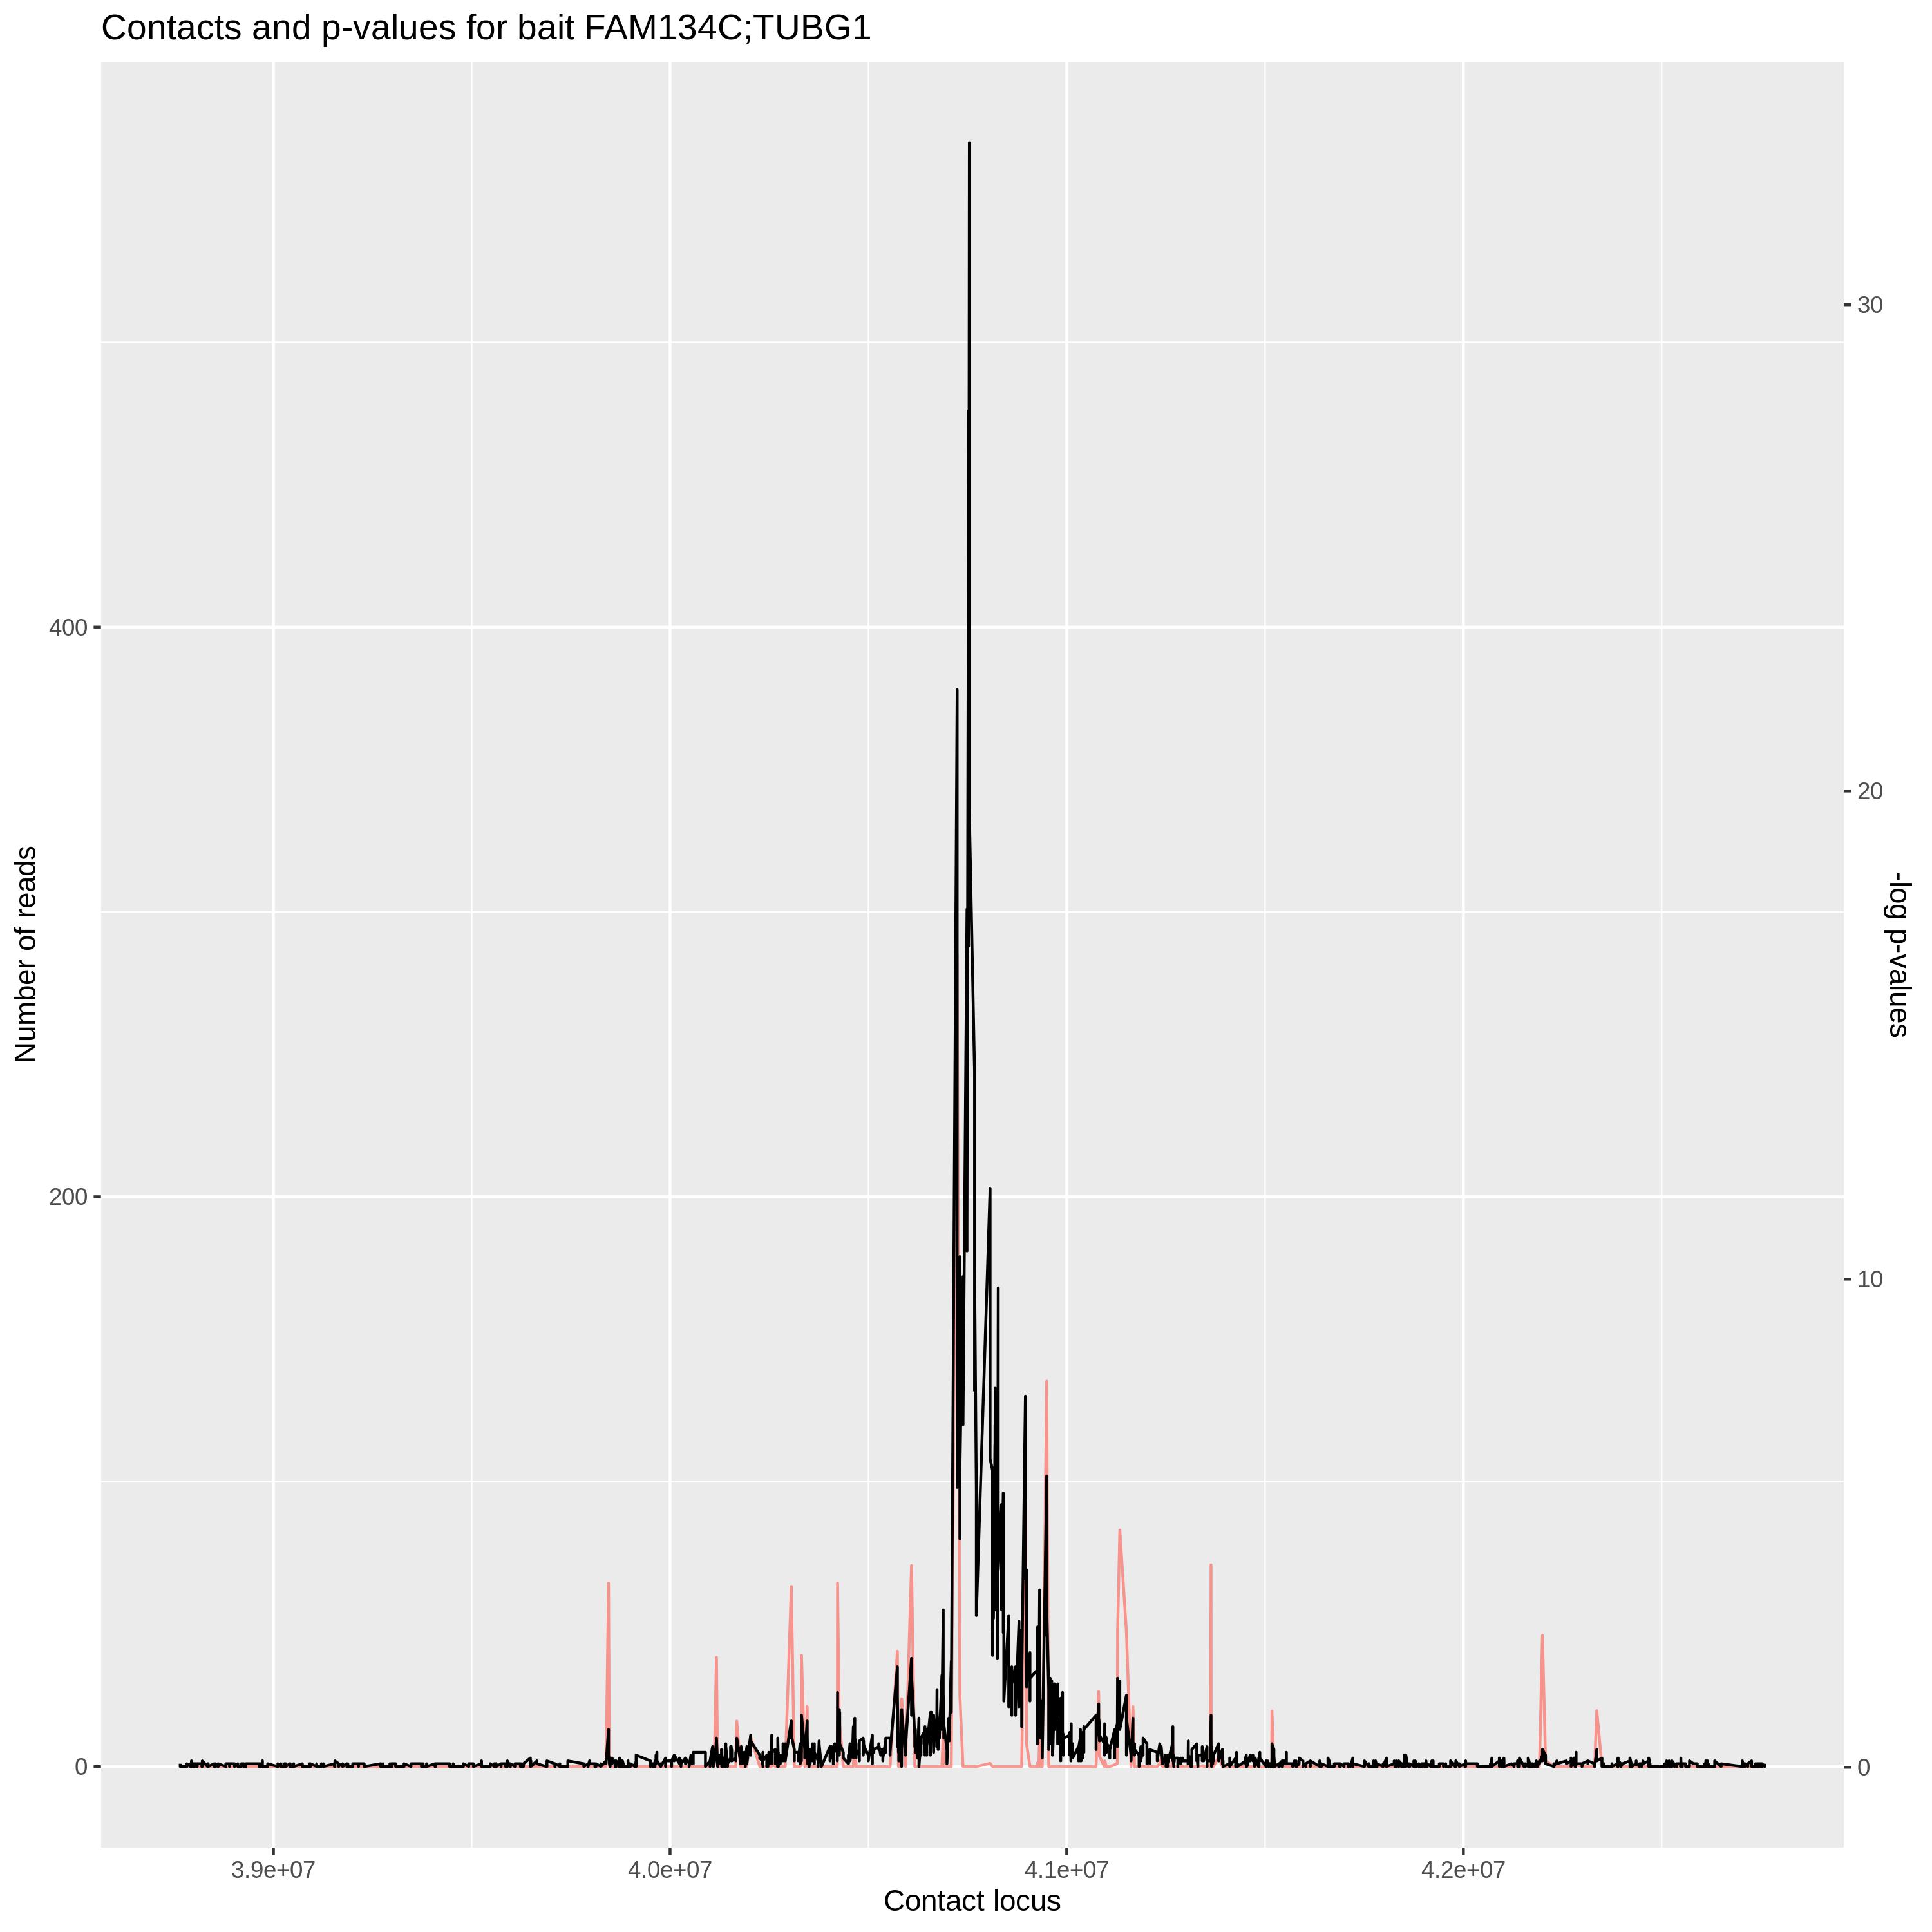 Contacts and p-values for bait FAM134C;TUBG1
Number of reads
400
200
0
30
20
10
0
-log p-values
3.9e+07 4.0e+07 4.1e+07 4.2e+07
Contact locus